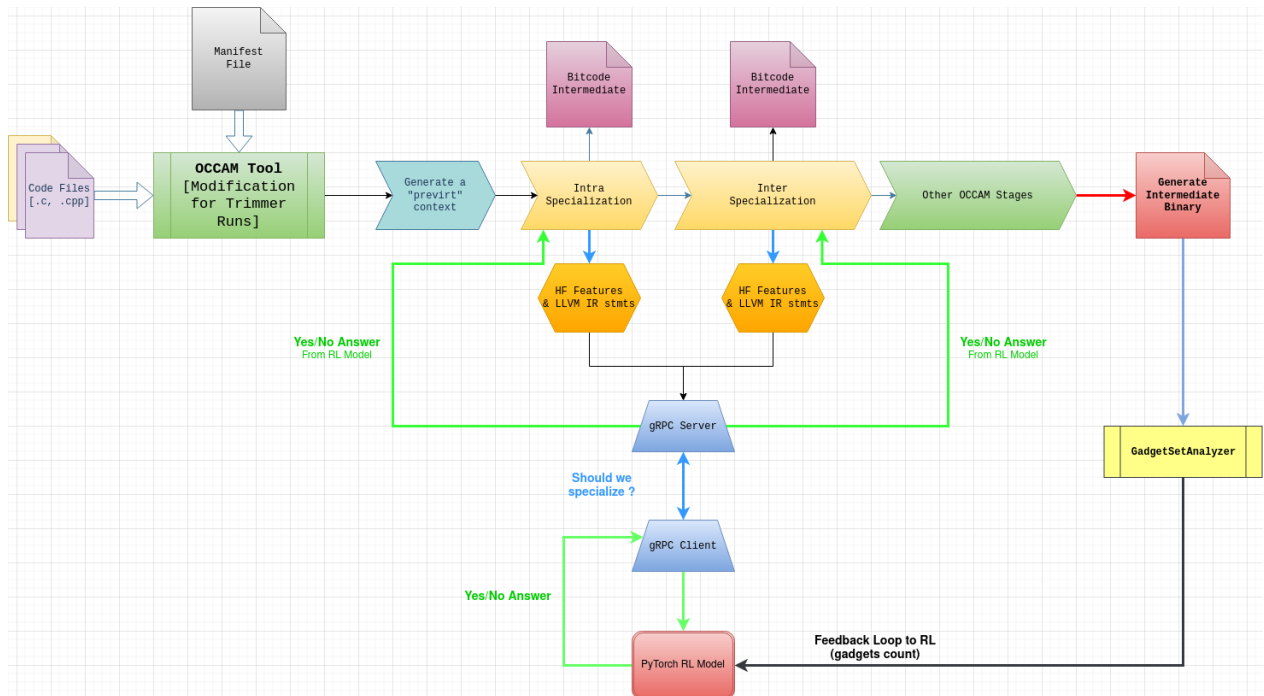 Manifest
File
Bitcode
Intermediate
Bitcode
Intermediate
Code Files
[.c, .cpp]
OCCAM Tool
[Modification
for Trimmer
Runs]
Generate a
"previrt"
context
Intra
Specialization
Inter
Specialization
Other OCCAM Stages
Generate
Intermediate
Binary
HF Features
& LLVM IR stmts
HF Features
& LLVM IR stmts
Yes/No Answer
From RL Model
Yes/No Answer
From RL Model
gRPC Server
GadgetSetAnalyzer
Should we
specialize ?
gRPC Client
Yes/No Answer
Feedback Loop to RL
(gadgets count)
PyTorch RL Model